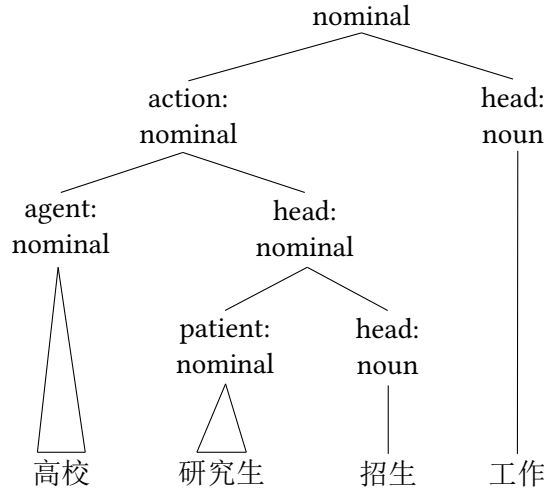 nominal
action:
nominal
head:
noun
agent:
nominal
head:
nominal
patient:
nominal
head:
noun
高校
研究生
招生
工作